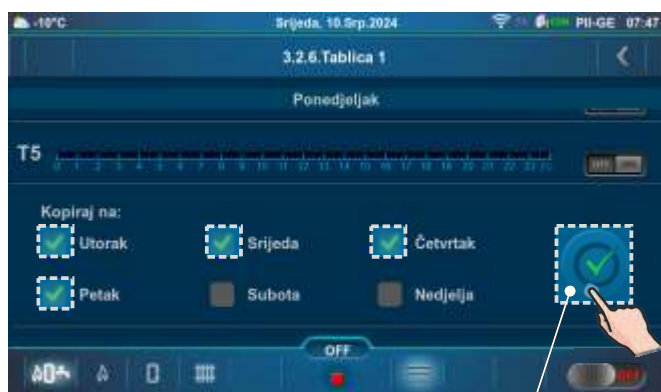 -10°C Srijeda, 10.Srp.2024 PII-GE 07:47
3.2.6.Tablica 1
Ponedjeljak
T5
Kopiraj na:
Utorak Srijeda Četvrtak
Petak Subota Nedjelja
OFF
OFF